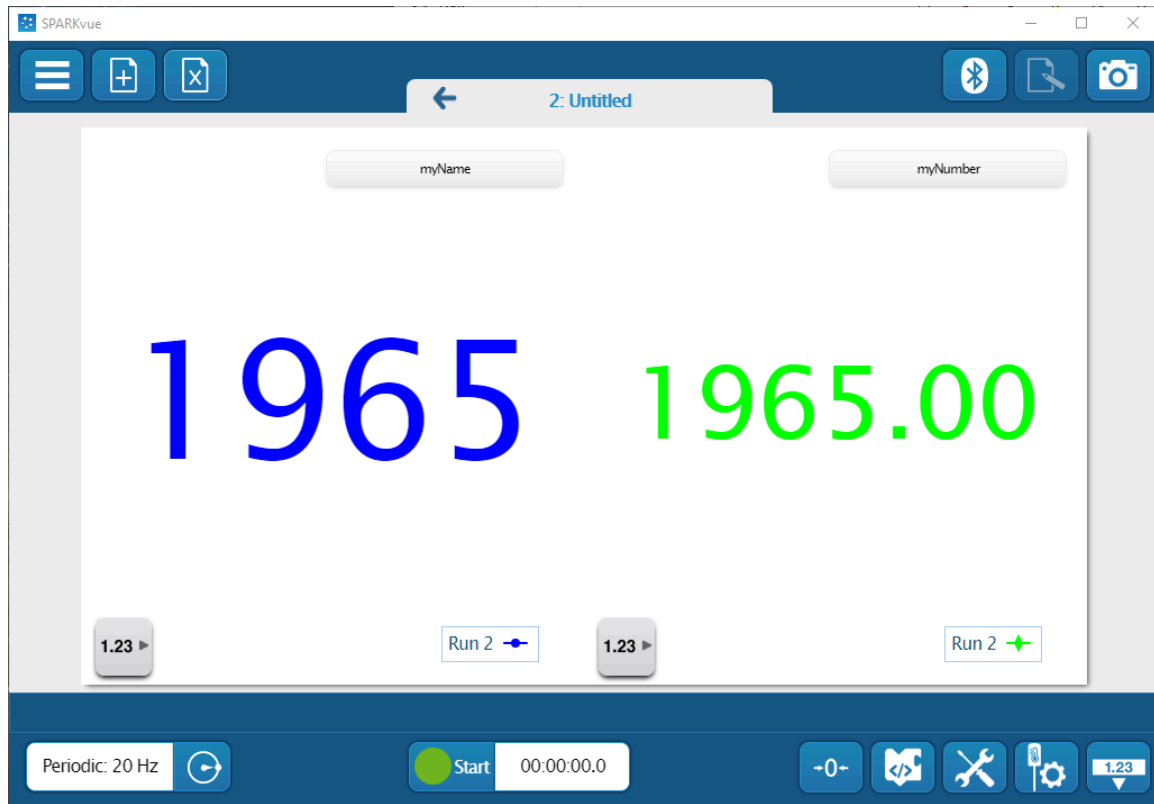 SPARKvue
2: Untitled
myName
myNumber
1965
1965.00
1.23
Run 2
1.23
Run 2
Periodic: 20 Hz
Start
00:00:00.0
→0←
</>
1.23